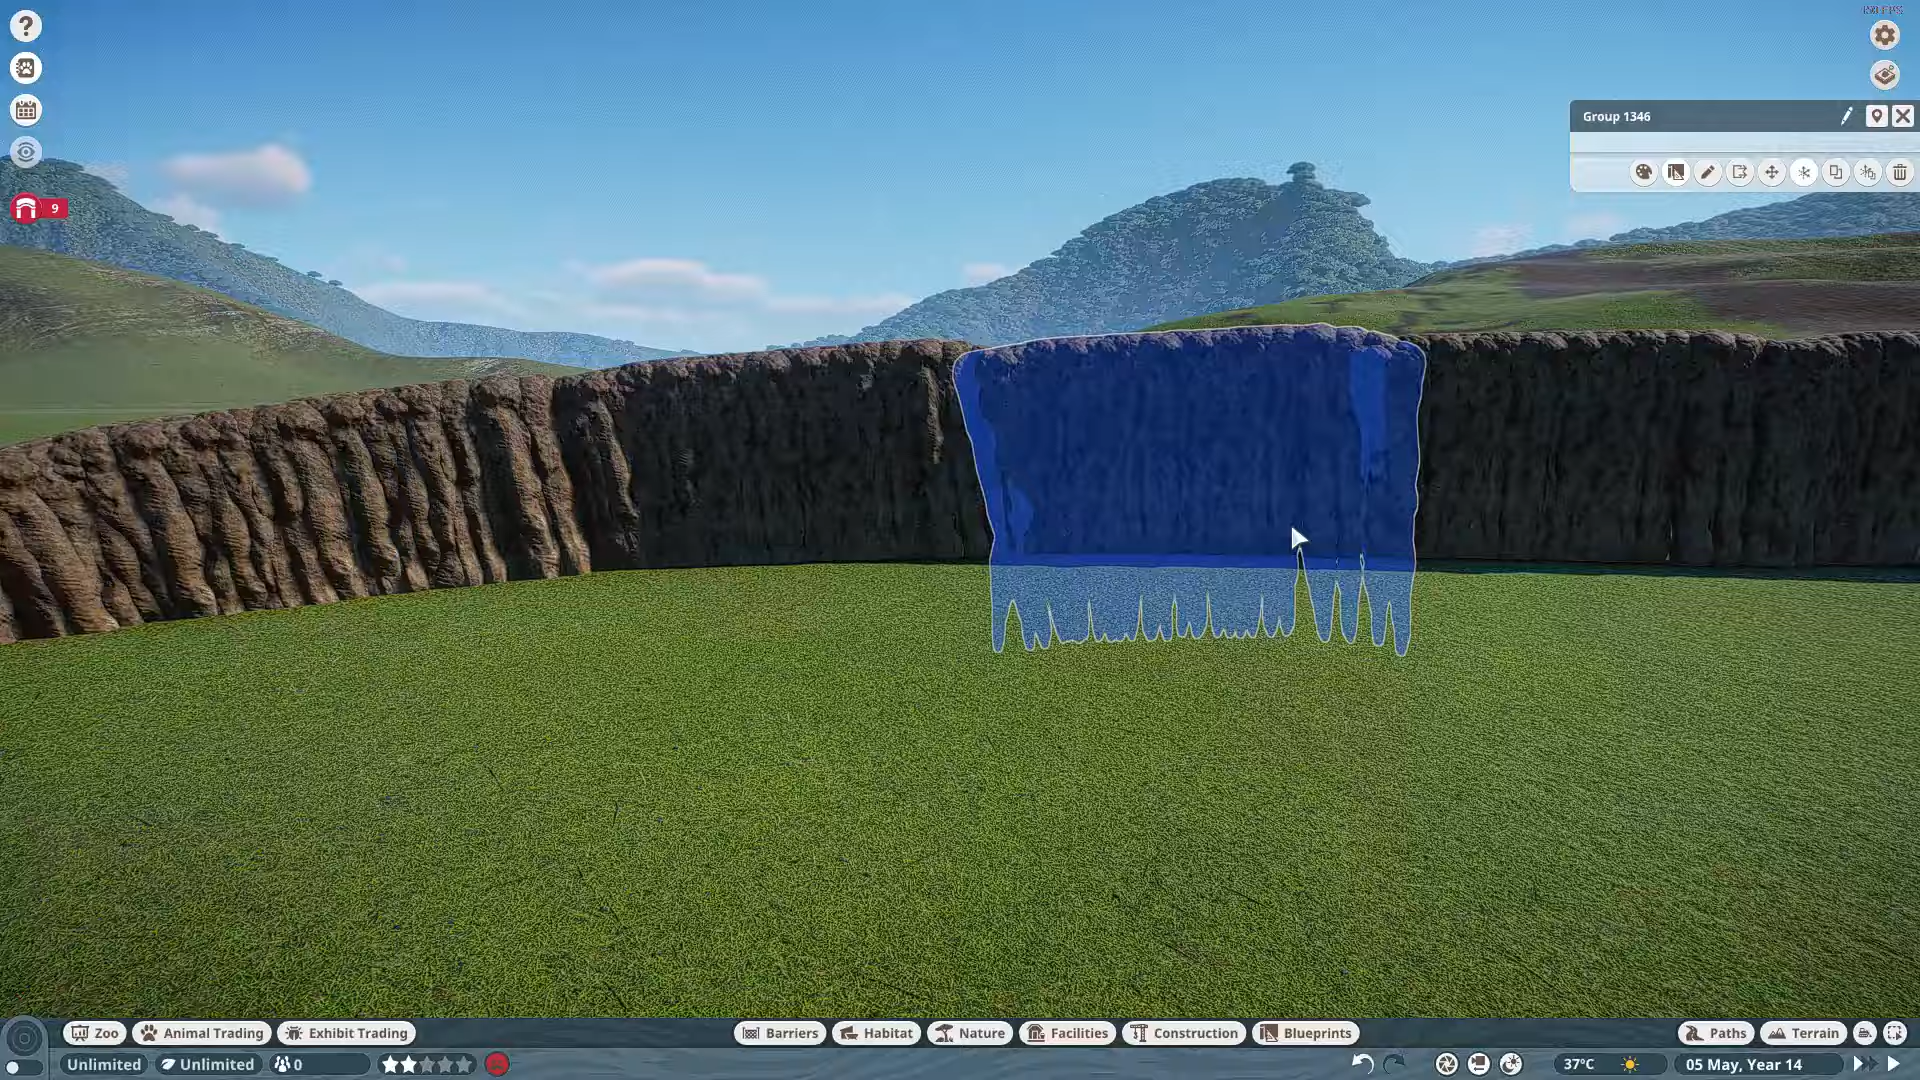 ?
9
Group 1346
Zoo
Animal Trading
Exhibit Trading
Barriers
Habitat
Nature
Facilities
Construction
Blueprints
Paths
Terrain
Unlimited
Unlimited
0
37°C
05 May, Year 14